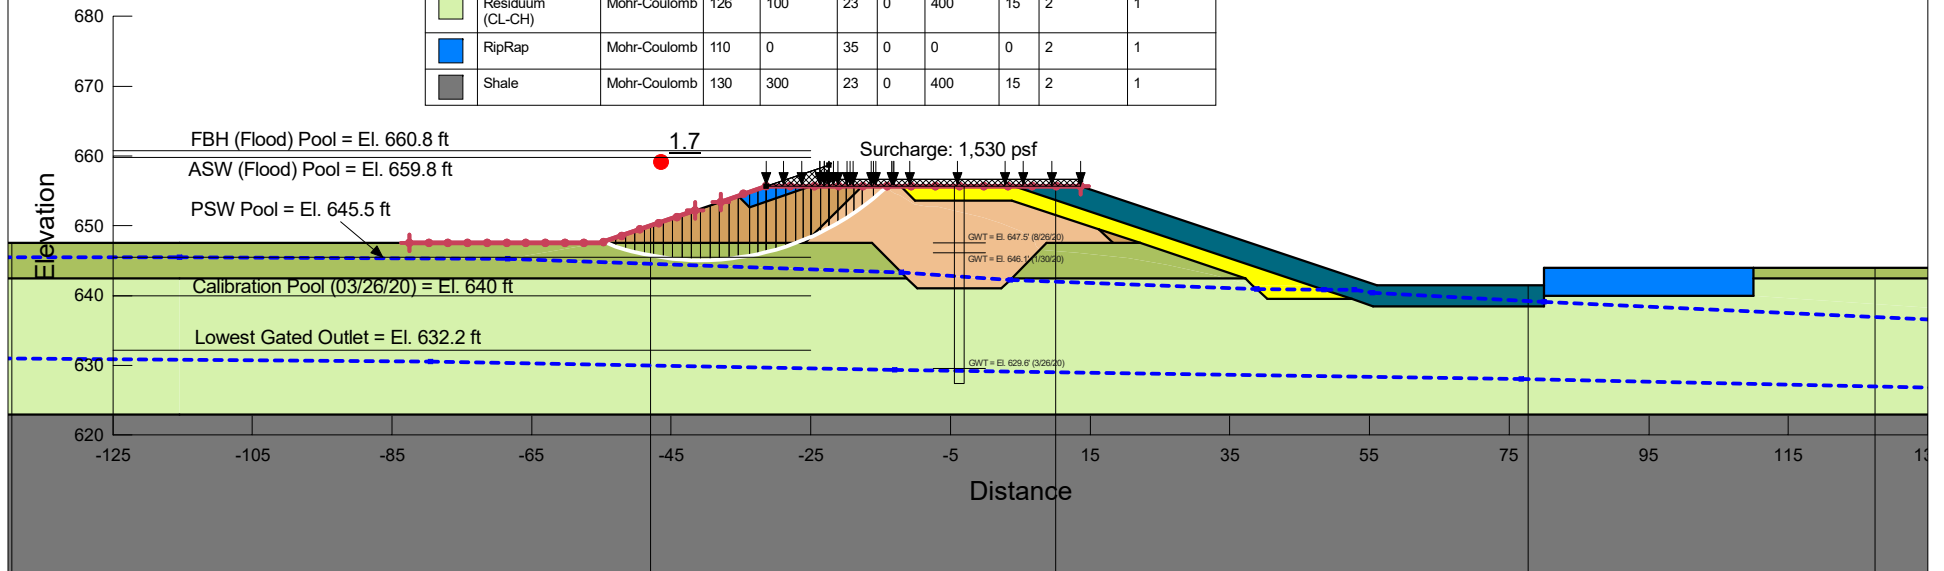 Residuum Mohr-Coulomb 126 100 23 0 400 15 2 1
(CL-CH)
RipRap Mohr-Coulomb 110 0 35 0 0 0 2 1
Shale Mohr-Coulomb 130 300 23 0 400 15 2 1
680
670
660
650
640
630
620
Elevation
FBH (Flood) Pool = El. 660.8 ft
ASW (Flood) Pool = El. 659.8 ft
PSW Pool = El. 645.5 ft
Calibration Pool (03/26/20) = El. 640 ft
Lowest Gated Outlet = El. 632.2 ft
1.7
Surcharge: 1,530 psf
GWT = El. 647.5' (8/26/20)
GWT = El. 646.1' (1/30/20)
GWT = El. 629.6' (3/26/20)
-125 -105 -85 -65 -45 -25 -5 15 35 55 75 95 115
Distance